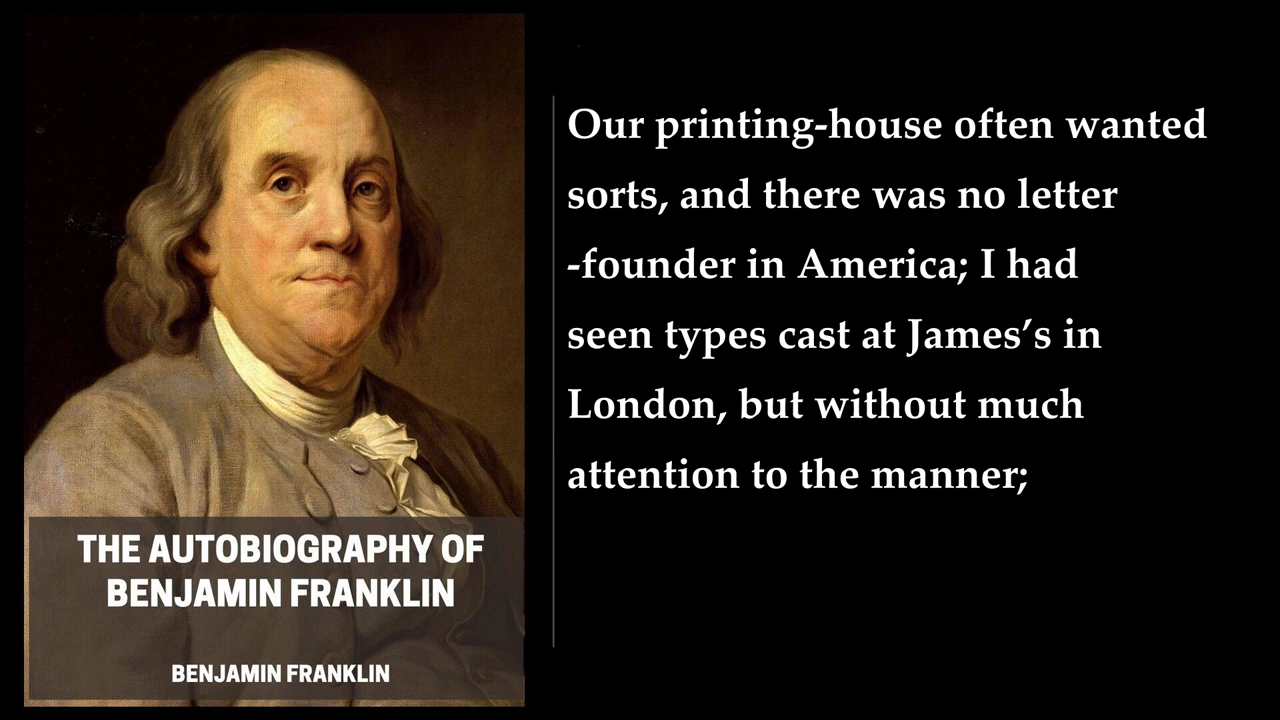 THE AUTOBIOGRAPHY OF
BENJAMIN FRANKLIN
BENJAMIN FRANKLIN
Our printing-house often wanted
sorts, and there was no letter
-founder in America; I had
seen types cast at James’s in
London, but without much
attention to the manner;